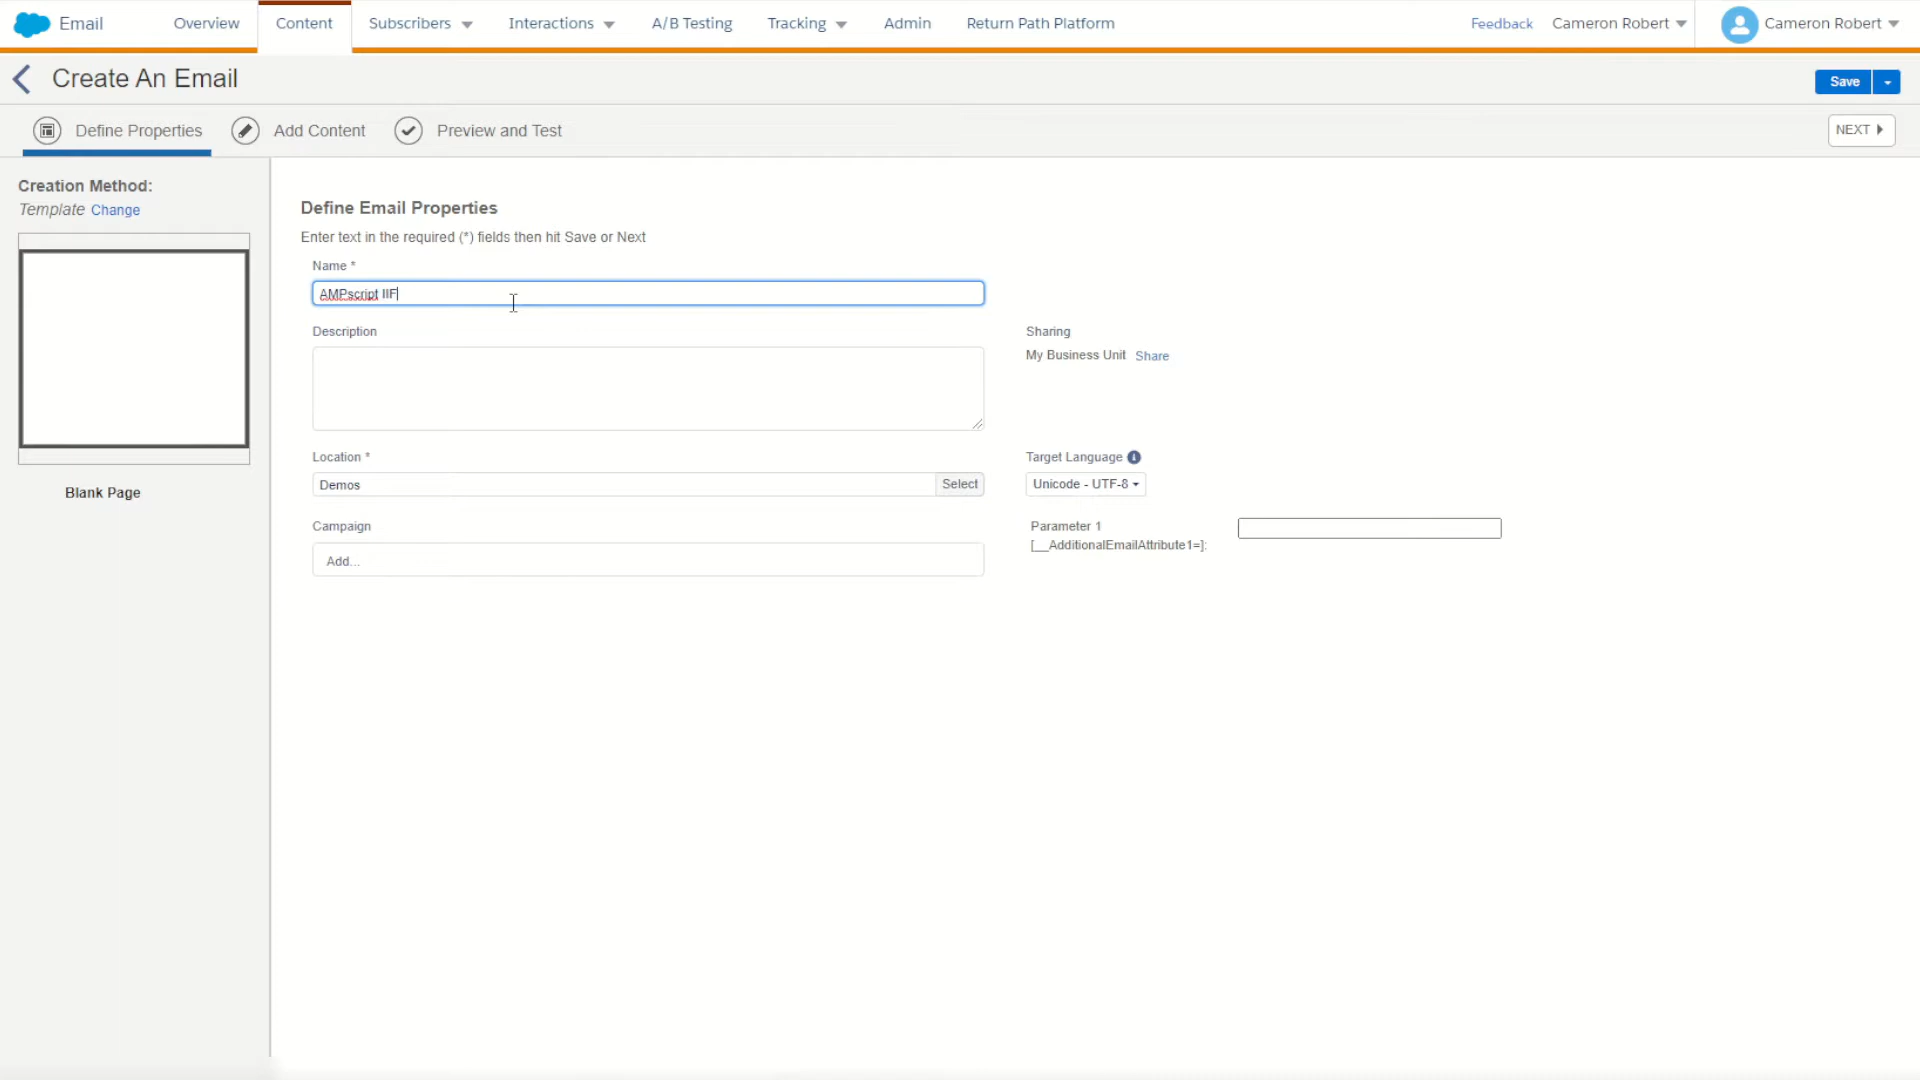 Email Overview Content Subscribers Interactions A/B Testing Tracking Admin Return Path Platform Feedback Cameron Robert Cameron Robert
Create An Email
Save
Define Properties Add Content Preview and Test
NEXT
Creation Method:
Template Change
Blank Page
Define Email Properties
Enter text in the required (*) fields then hit Save or Next
Name *
AMPscript IIF
Description
Sharing
My Business Unit Share
Location *
Demos Select
Target Language
Unicode - UTF-8
Campaign
Add...
Parameter 1
[__AdditionalEmailAttribute1=]: